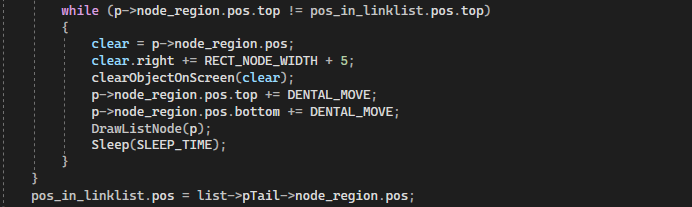 while (p->node_region.pos.top != pos_in_linklist.pos.top)
{
clear = p->node_region.pos;
clear.right += RECT_NODE_WIDTH + 5;
clearObjectOnScreen(clear);
p->node_region.pos.top += DENTAL_MOVE;
p->node_region.pos.bottom += DENTAL_MOVE;
DrawListNode(p);
Sleep(SLEEP_TIME);
}
}
pos_in_linklist.pos = list->pTail->node_region.pos;